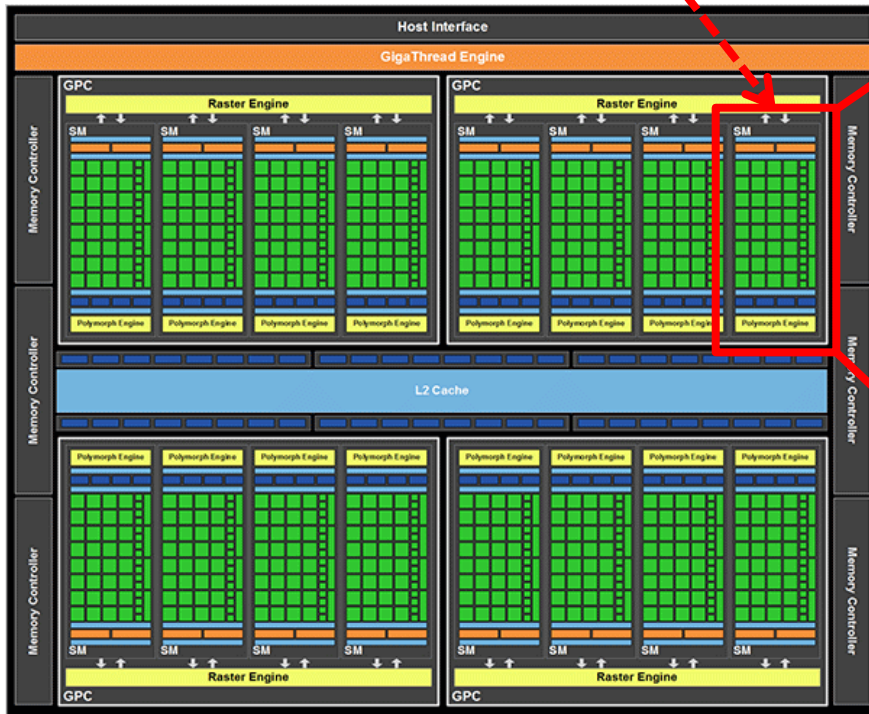 Host Interface
GigaThread Engine
GPC GPC
Raster Engine Raster Engine
SM SM SM SM SM SM SM SM
Memory Controller Memory Controller
Polymorph Engine Polymorph Engine Polymorph Engine Polymorph Engine Polymorph Engine Polymorph Engine Polymorph Engine Polymorph Engine
Memory Controller Memory Controller
L2 Cache
Polymorph Engine Polymorph Engine Polymorph Engine Polymorph Engine Polymorph Engine Polymorph Engine Polymorph Engine Polymorph Engine
Memory Controller Memory Controller
SM SM SM SM SM SM SM SM
Raster Engine Raster Engine
GPC GPC